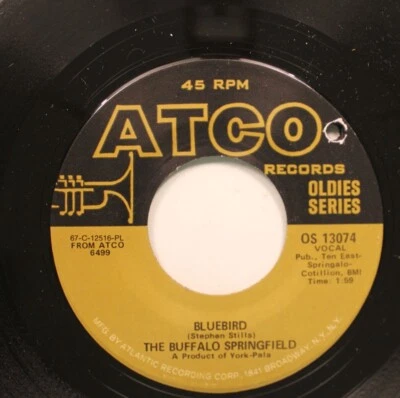 45 RPM
ATCO
RECORDS
OLDIES
SERIES
67-C-12516-PL
FROM ATCO
6499
OS 13074
VOCAL
Pub., Ten East-
Springalo-
Cotillion, BMI
Time: 1:59
BLUEBIRD
(Stephen Stills)
THE BUFFALO SPRINGFIELD
A Product of York-Pala
MFG. BY ATLANTIC RECORDING CORP., 1841 BROADWAY, N.Y., N.Y.